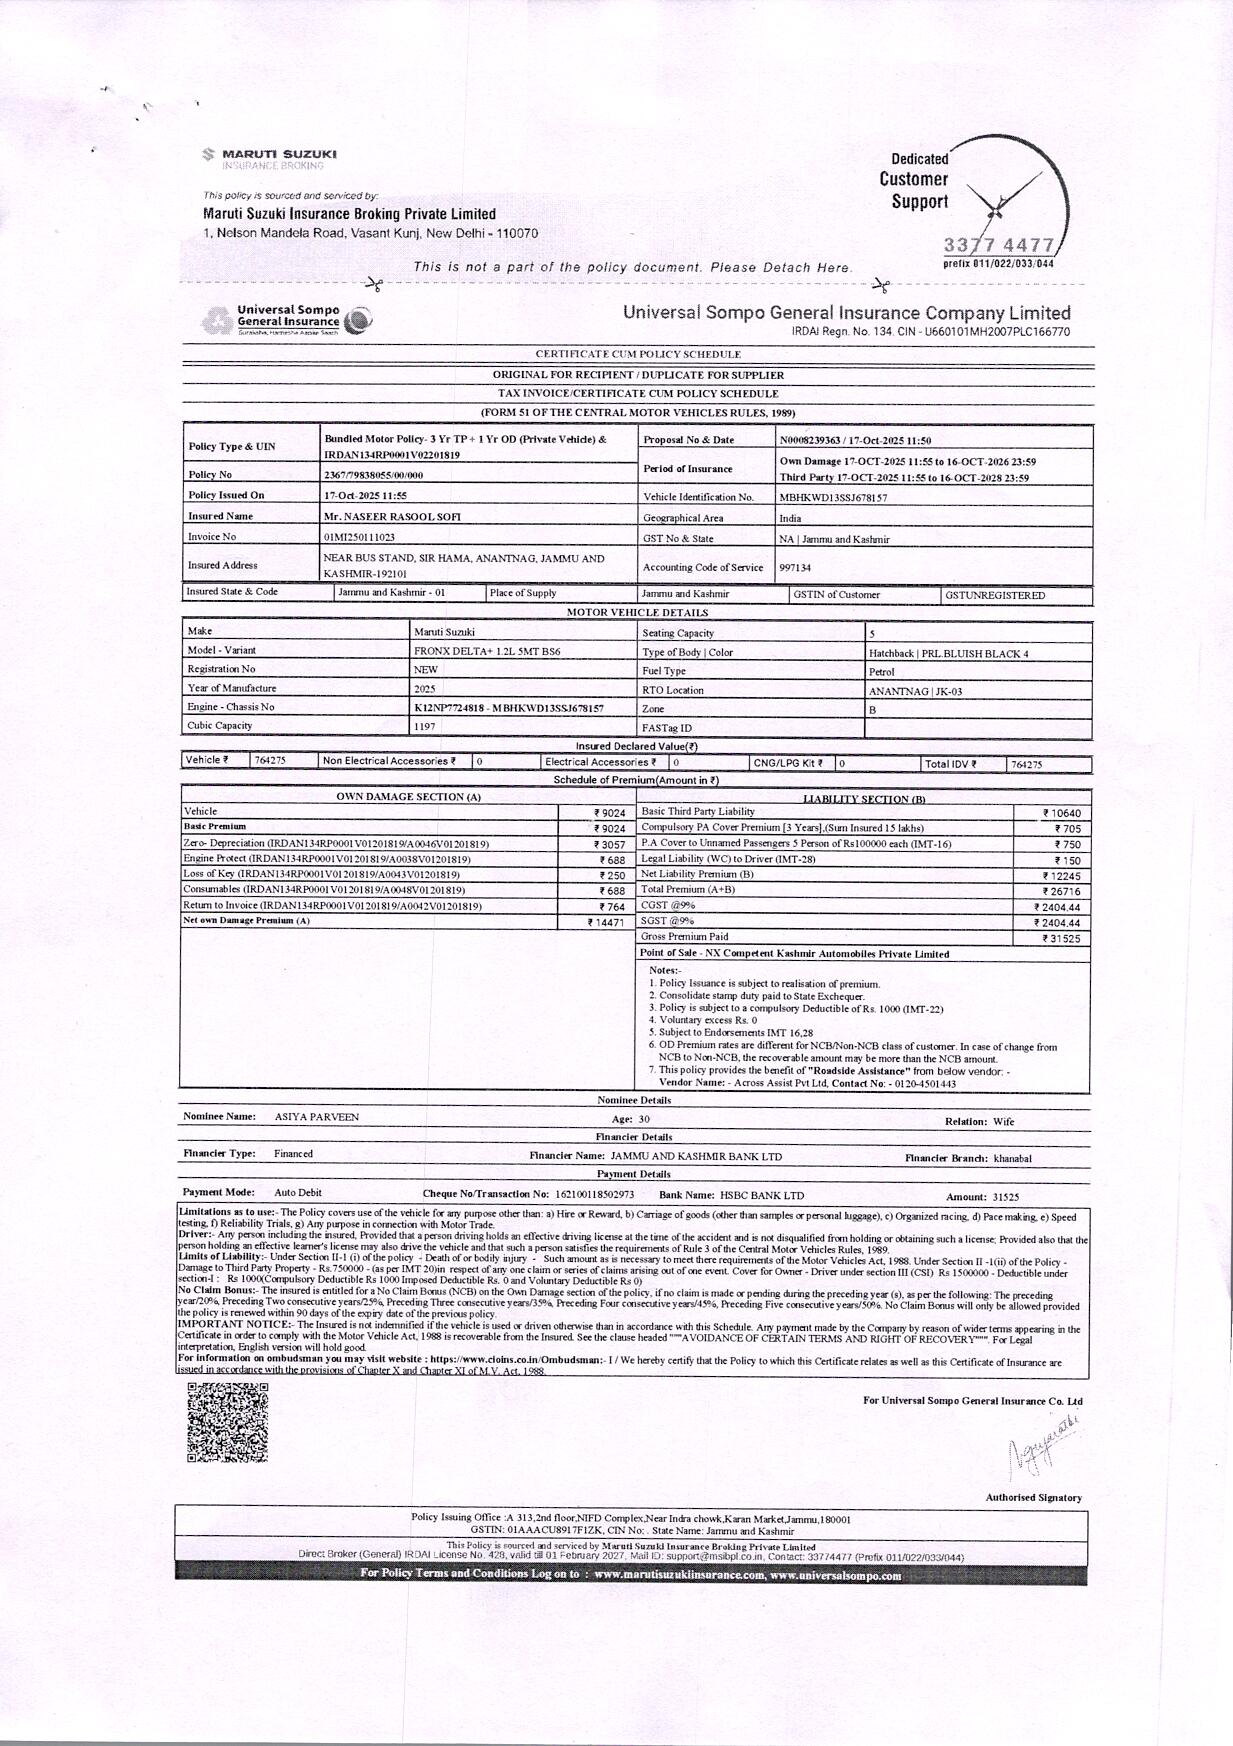 MARUTI SUZUKI
INSURANCE BROKING
This policy is sourced and serviced by:
Maruti Suzuki Insurance Broking Private Limited
1, Nelson Mandela Road, Vasant Kunj, New Delhi - 110070
Dedicated
Customer
Support
3377 4477
prefix 011/022/033/044
This is not a part of the policy document. Please Detach Here.
Universal Sompo
General Insurance
Suraksha, Hamesha Aapke Saath
Universal Sompo General Insurance Company Limited
IRDAI Regn. No. 134. CIN - U660101MH2007PLC166770
CERTIFICATE CUM POLICY SCHEDULE
ORIGINAL FOR RECIPIENT / DUPLICATE FOR SUPPLIER
TAX INVOICE/CERTIFICATE CUM POLICY SCHEDULE
(FORM 51 OF THE CENTRAL MOTOR VEHICLES RULES, 1989)
Policy Type & UIN Bundled Motor Policy- 3 Yr TP + 1 Yr OD (Private Vehicle) & IRDAN134RP0001V02201819
Proposal No & Date N0008239363 / 17-Oct-2025 11:50
Policy No 2367/79838055/00/000
Period of Insurance Own Damage 17-OCT-2025 11:55 to 16-OCT-2026 23:59
Third Party 17-OCT-2025 11:55 to 16-OCT-2028 23:59
Policy Issued On 17-Oct-2025 11:55 Vehicle Identification No. MBHKWD13SSJ678157
Insured Name Mr. NASEER RASOOL SOFI Geographical Area India
Invoice No 01MI250111023 GST No & State NA | Jammu and Kashmir
Insured Address NEAR BUS STAND, SIR HAMA, ANANTNAG, JAMMU AND KASHMIR-192101 Accounting Code of Service 997134
Insured State & Code Jammu and Kashmir - 01 Place of Supply Jammu and Kashmir GSTIN of Customer GSTUNREGISTERED
MOTOR VEHICLE DETAILS
Make Maruti Suzuki Seating Capacity 5
Model - Variant FRONX DELTA+ 1.2L 5MT BS6 Type of Body | Color Hatchback | PRL.BLUISH BLACK 4
Registration No NEW Fuel Type Petrol
Year of Manufacture 2025 RTO Location ANANTNAG | JK-03
Engine - Chassis No K12NP7724818 - MBHKWD13SSJ678157 Zone B
Cubic Capacity 1197 FASTag ID
Insured Declared Value(₹)
Vehicle ₹ 764275 Non Electrical Accessories ₹ 0 Electrical Accessories ₹ 0 CNG/LPG Kit ₹ 0 Total IDV ₹ 764275
Schedule of Premium(Amount in ₹)
OWN DAMAGE SECTION (A) LIABILITY SECTION (B)
Vehicle ₹ 9024 Basic Third Party Liability ₹ 10640
Basic Premium ₹ 9024 Compulsory PA Cover Premium [3 Years],(Sum Insured 15 lakhs) ₹ 705
Zero- Depreciation (IRDAN134RP0001V01201819/A0046V01201819) ₹ 3057 P.A Cover to Unnamed Passengers 5 Person of Rs100000 each (IMT-16) ₹ 750
Engine Protect (IRDAN134RP0001V01201819/A0038V01201819) ₹ 688 Legal Liability (WC) to Driver (IMT-28) ₹ 150
Loss of Key (IRDAN134RP0001V01201819/A0043V01201819) ₹ 250 Net Liability Premium (B) ₹ 12245
Consumables (IRDAN134RP0001V01201819/A0048V01201819) ₹ 688 Total Premium (A+B) ₹ 26716
Return to Invoice (IRDAN134RP0001V01201819/A0042V01201819) ₹ 764 CGST @9% ₹ 2404.44
Net own Damage Premium (A) ₹ 14471 SGST @9% ₹ 2404.44
Gross Premium Paid ₹ 31525
Point of Sale - NX Competent Kashmir Automobiles Private Limited
Notes:-
1. Policy Issuance is subject to realisation of premium.
2. Consolidate stamp duty paid to State Exchequer.
3. Policy is subject to a compulsory Deductible of Rs. 1000 (IMT-22)
4. Voluntary excess Rs. 0
5. Subject to Endorsements IMT 16,28
6. OD Premium rates are different for NCB/Non-NCB class of customer. In case of change from
NCB to Non-NCB, the recoverable amount may be more than the NCB amount.
7. This policy provides the benefit of "Roadside Assistance" from below vendor: -
Vendor Name: - Across Assist Pvt Ltd, Contact No: - 0120-4501443
Nominee Details
Nominee Name: ASIYA PARVEEN Age: 30 Relation: Wife
Financier Details
Financier Type: Financed Financier Name: JAMMU AND KASHMIR BANK LTD Financier Branch: khanabal
Payment Details
Payment Mode: Auto Debit Cheque No/Transaction No: 162100118502973 Bank Name: HSBC BANK LTD Amount: 31525
Limitations as to use:- The Policy covers use of the vehicle for any purpose other than: a) Hire or Reward, b) Carriage of goods (other than samples or personal luggage), c) Organized racing, d) Pace making, e) Speed
testing, f) Reliability Trials, g) Any purpose in connection with Motor Trade.
Driver:- Any person including the insured, Provided that a person driving holds an effective driving license at the time of the accident and is not disqualified from holding or obtaining such a license; Provided also that the
person holding an effective learner's license may also drive the vehicle and that such a person satisfies the requirements of Rule 3 of the Central Motor Vehicles Rules, 1989.
Limits of Liability:- Under Section II-1 (i) of the policy - Death of or bodily injury - Such amount as is necessary to meet there requirements of the Motor Vehicles Act, 1988. Under Section II -1(ii) of the Policy -
Damage to Third Party Property - Rs.750000 - (as per IMT 20)in respect of any one claim or series of claims arising out of one event. Cover for Owner - Driver under section III (CSI) Rs 1500000 - Deductible under
section-I : Rs 1000(Compulsory Deductible Rs 1000 Imposed Deductible Rs. 0 and Voluntary Deductible Rs 0)
No Claim Bonus:- The insured is entitled for a No Claim Bonus (NCB) on the Own Damage section of the policy, if no claim is made or pending during the preceding year (s), as per the following: The preceding
year/20%, Preceding Two consecutive years/25%, Preceding Three consecutive years/35%, Preceding Four consecutive years/45%, Preceding Five consecutive years/50%. No Claim Bonus will only be allowed provided
the policy is renewed within 90 days of the expiry date of the previous policy.
IMPORTANT NOTICE:- The Insured is not indemnified if the vehicle is used or driven otherwise than in accordance with this Schedule. Any payment made by the Company by reason of wider terms appearing in the
Certificate in order to comply with the Motor Vehicle Act, 1988 is recoverable from the Insured. See the clause headed """AVOIDANCE OF CERTAIN TERMS AND RIGHT OF RECOVERY""". For Legal
interpretation, English version will hold good.
For information on ombudsman you may visit website : https://www.cioins.co.in/Ombudsman:- I / We hereby certify that the Policy to which this Certificate relates as well as this Certificate of Insurance are
issued in accordance with the provisions of Chapter X and Chapter XI of M.V. Act, 1988.
For Universal Sompo General Insurance Co. Ltd
Authorised Signatory
Policy Issuing Office :A 313,2nd floor,NIFD Complex,Near Indra chowk,Karan Market,Jammu,180001
GSTIN: 01AAACU8917F1ZK, CIN No: . State Name: Jammu and Kashmir
This Policy is sourced and serviced by Maruti Suzuki Insurance Broking Private Limited
Direct Broker (General) IRDAI License No. 428, valid till 01 February 2027, Mail ID: support@msibpl.co.in, Contact: 33774477 (Prefix 011/022/033/044)
For Policy Terms and Conditions Log on to : www.marutisuzukiinsurance.com, www.universalsompo.com